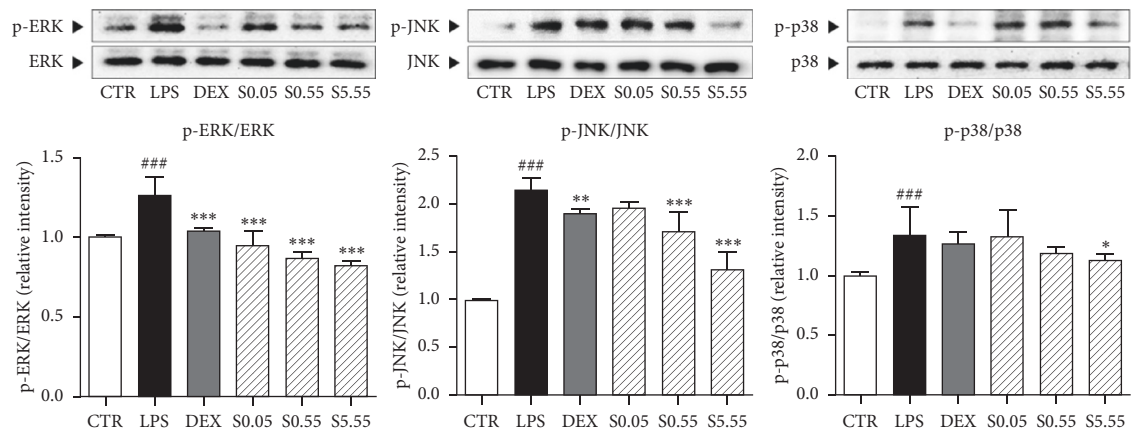 p-ERK
ERK
CTR LPS DEX S0.05 S0.55 S5.55
p-ERK/ERK
p-ERK/ERK (relative intensity)
1.5
1.0
0.5
0.0
###
***
***
***
***
CTR LPS DEX S0.05 S0.55 S5.55
p-JNK
JNK
CTR LPS DEX S0.05 S0.55 S5.55
p-JNK/JNK
p-JNK/JNK (relative intensity)
2.5
2.0
1.5
1.0
0.5
0.0
###
**
***
***
CTR LPS DEX S0.05 S0.55 S5.55
p-p38
p38
CTR LPS DEX S0.05 S0.55 S5.55
p-p38/p38
p-p38/p38 (relative intensity)
2.0
1.5
1.0
0.5
0.0
###
*
CTR LPS DEX S0.05 S0.55 S5.55